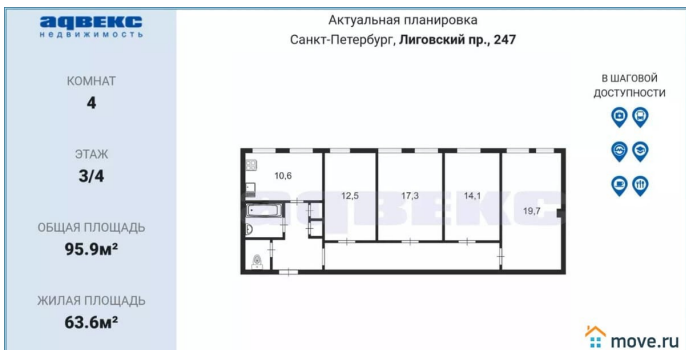 адвекс
недвижимость
КОМНАТ
4
ЭТАЖ
3/4
ОБЩАЯ ПЛОЩАДЬ
95.9м²
ЖИЛАЯ ПЛОЩАДЬ
63.6м²
Актуальная планировка
Санкт-Петербург, Лиговский пр., 247
10,6
12,5
17,3
14,1
19,7
адвекс
В ШАГОВОЙ
ДОСТУПНОСТИ
move.ru